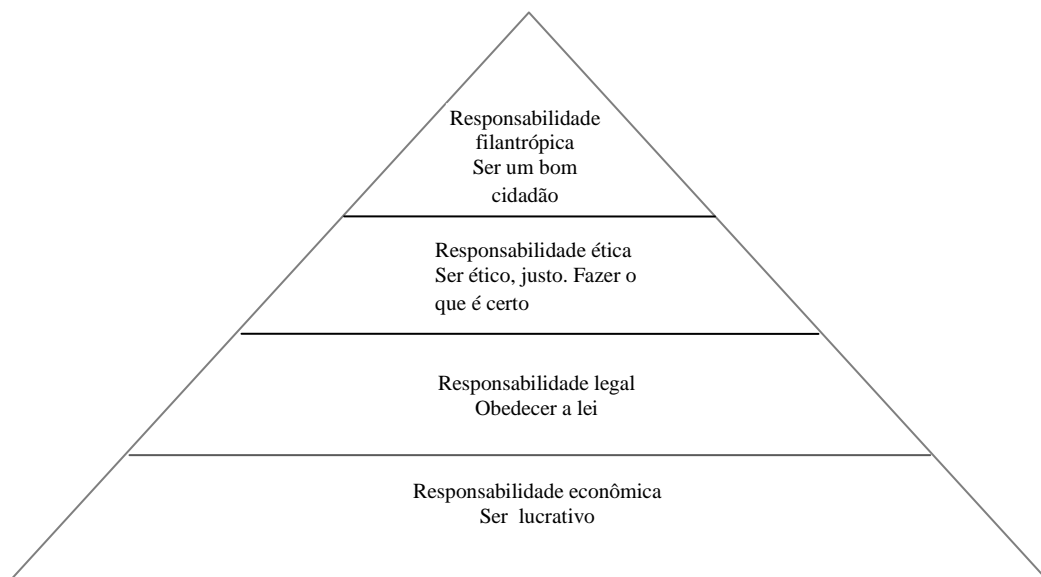 Responsabilidade
filantrópica
Ser um bom
cidadão
Responsabilidade ética
Ser ético, justo. Fazer o
que é certo
Responsabilidade legal
Obedecer a lei
Responsabilidade econômica
Ser lucrativo